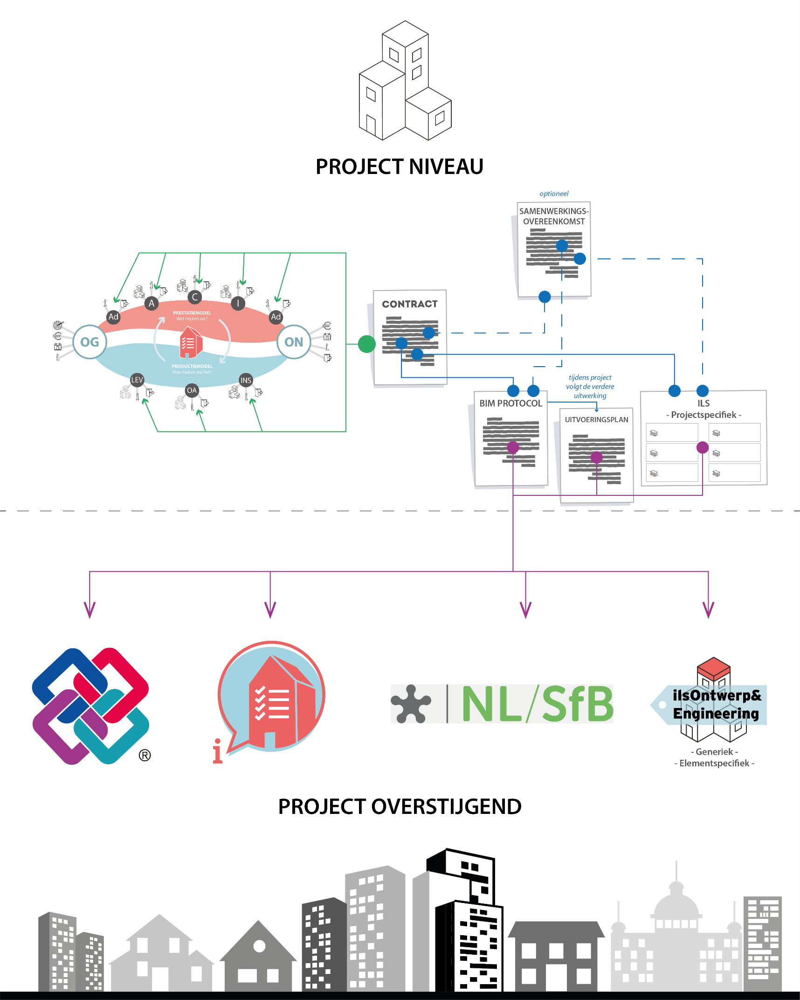 PROJECT NIVEAU
optioneel
SAMENWERKINGS-
OVEREENKOMST
CONTRACT
Ad
A
C
I
Ad
PRESTATIEMODEL
Wat maken we?
OG
ON
PRODUCTIEMODEL
Hoe maken we het?
LEV
OA
INS
tijdens project
volgt de verdere
uitwerking
BIM PROTOCOL
UITVOERINGSPLAN
ILS
- Projectspecifiek -
®
i
NL/SfB
ilsOntwerp&
Engineering
- Generiek -
- Elementspecifiek -
PROJECT OVERSTIJGEND